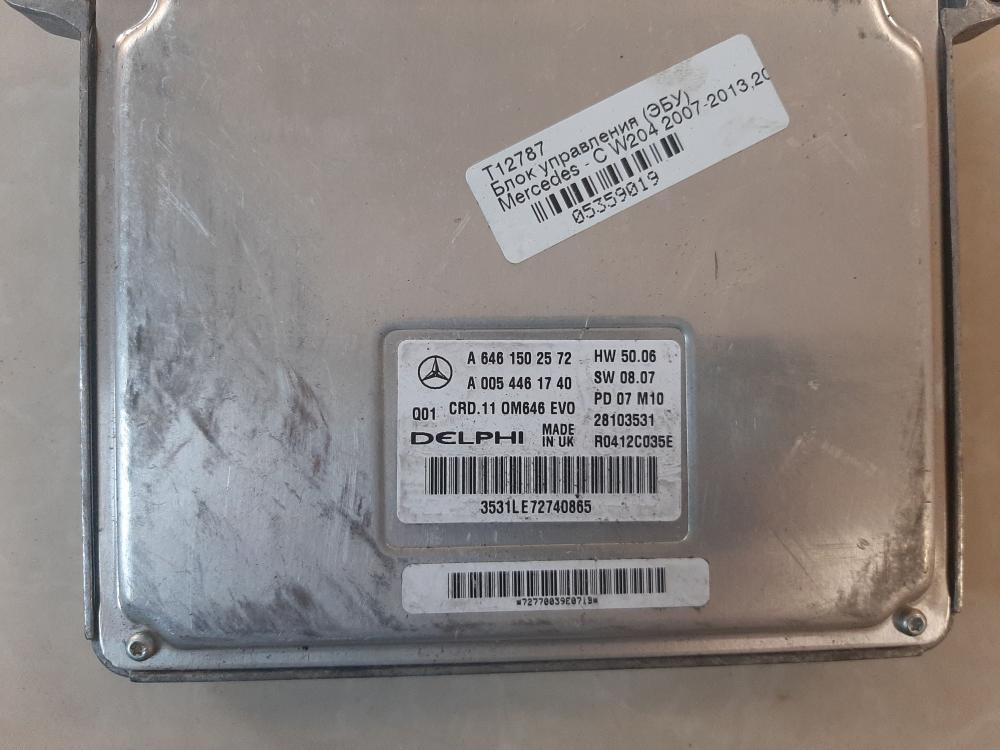 T12787
Блок управления (ЭБУ)
Mercedes - C W204 2007-2013,20
05359019
A 646 150 25 72 HW 50.06
A 005 446 17 40 SW 08.07
Q01 CRD.11 OM646 EVO PD 07 M10
28103531
DELPHI MADE IN UK R0412C035E
3531LE72740865
*72770039E071B*